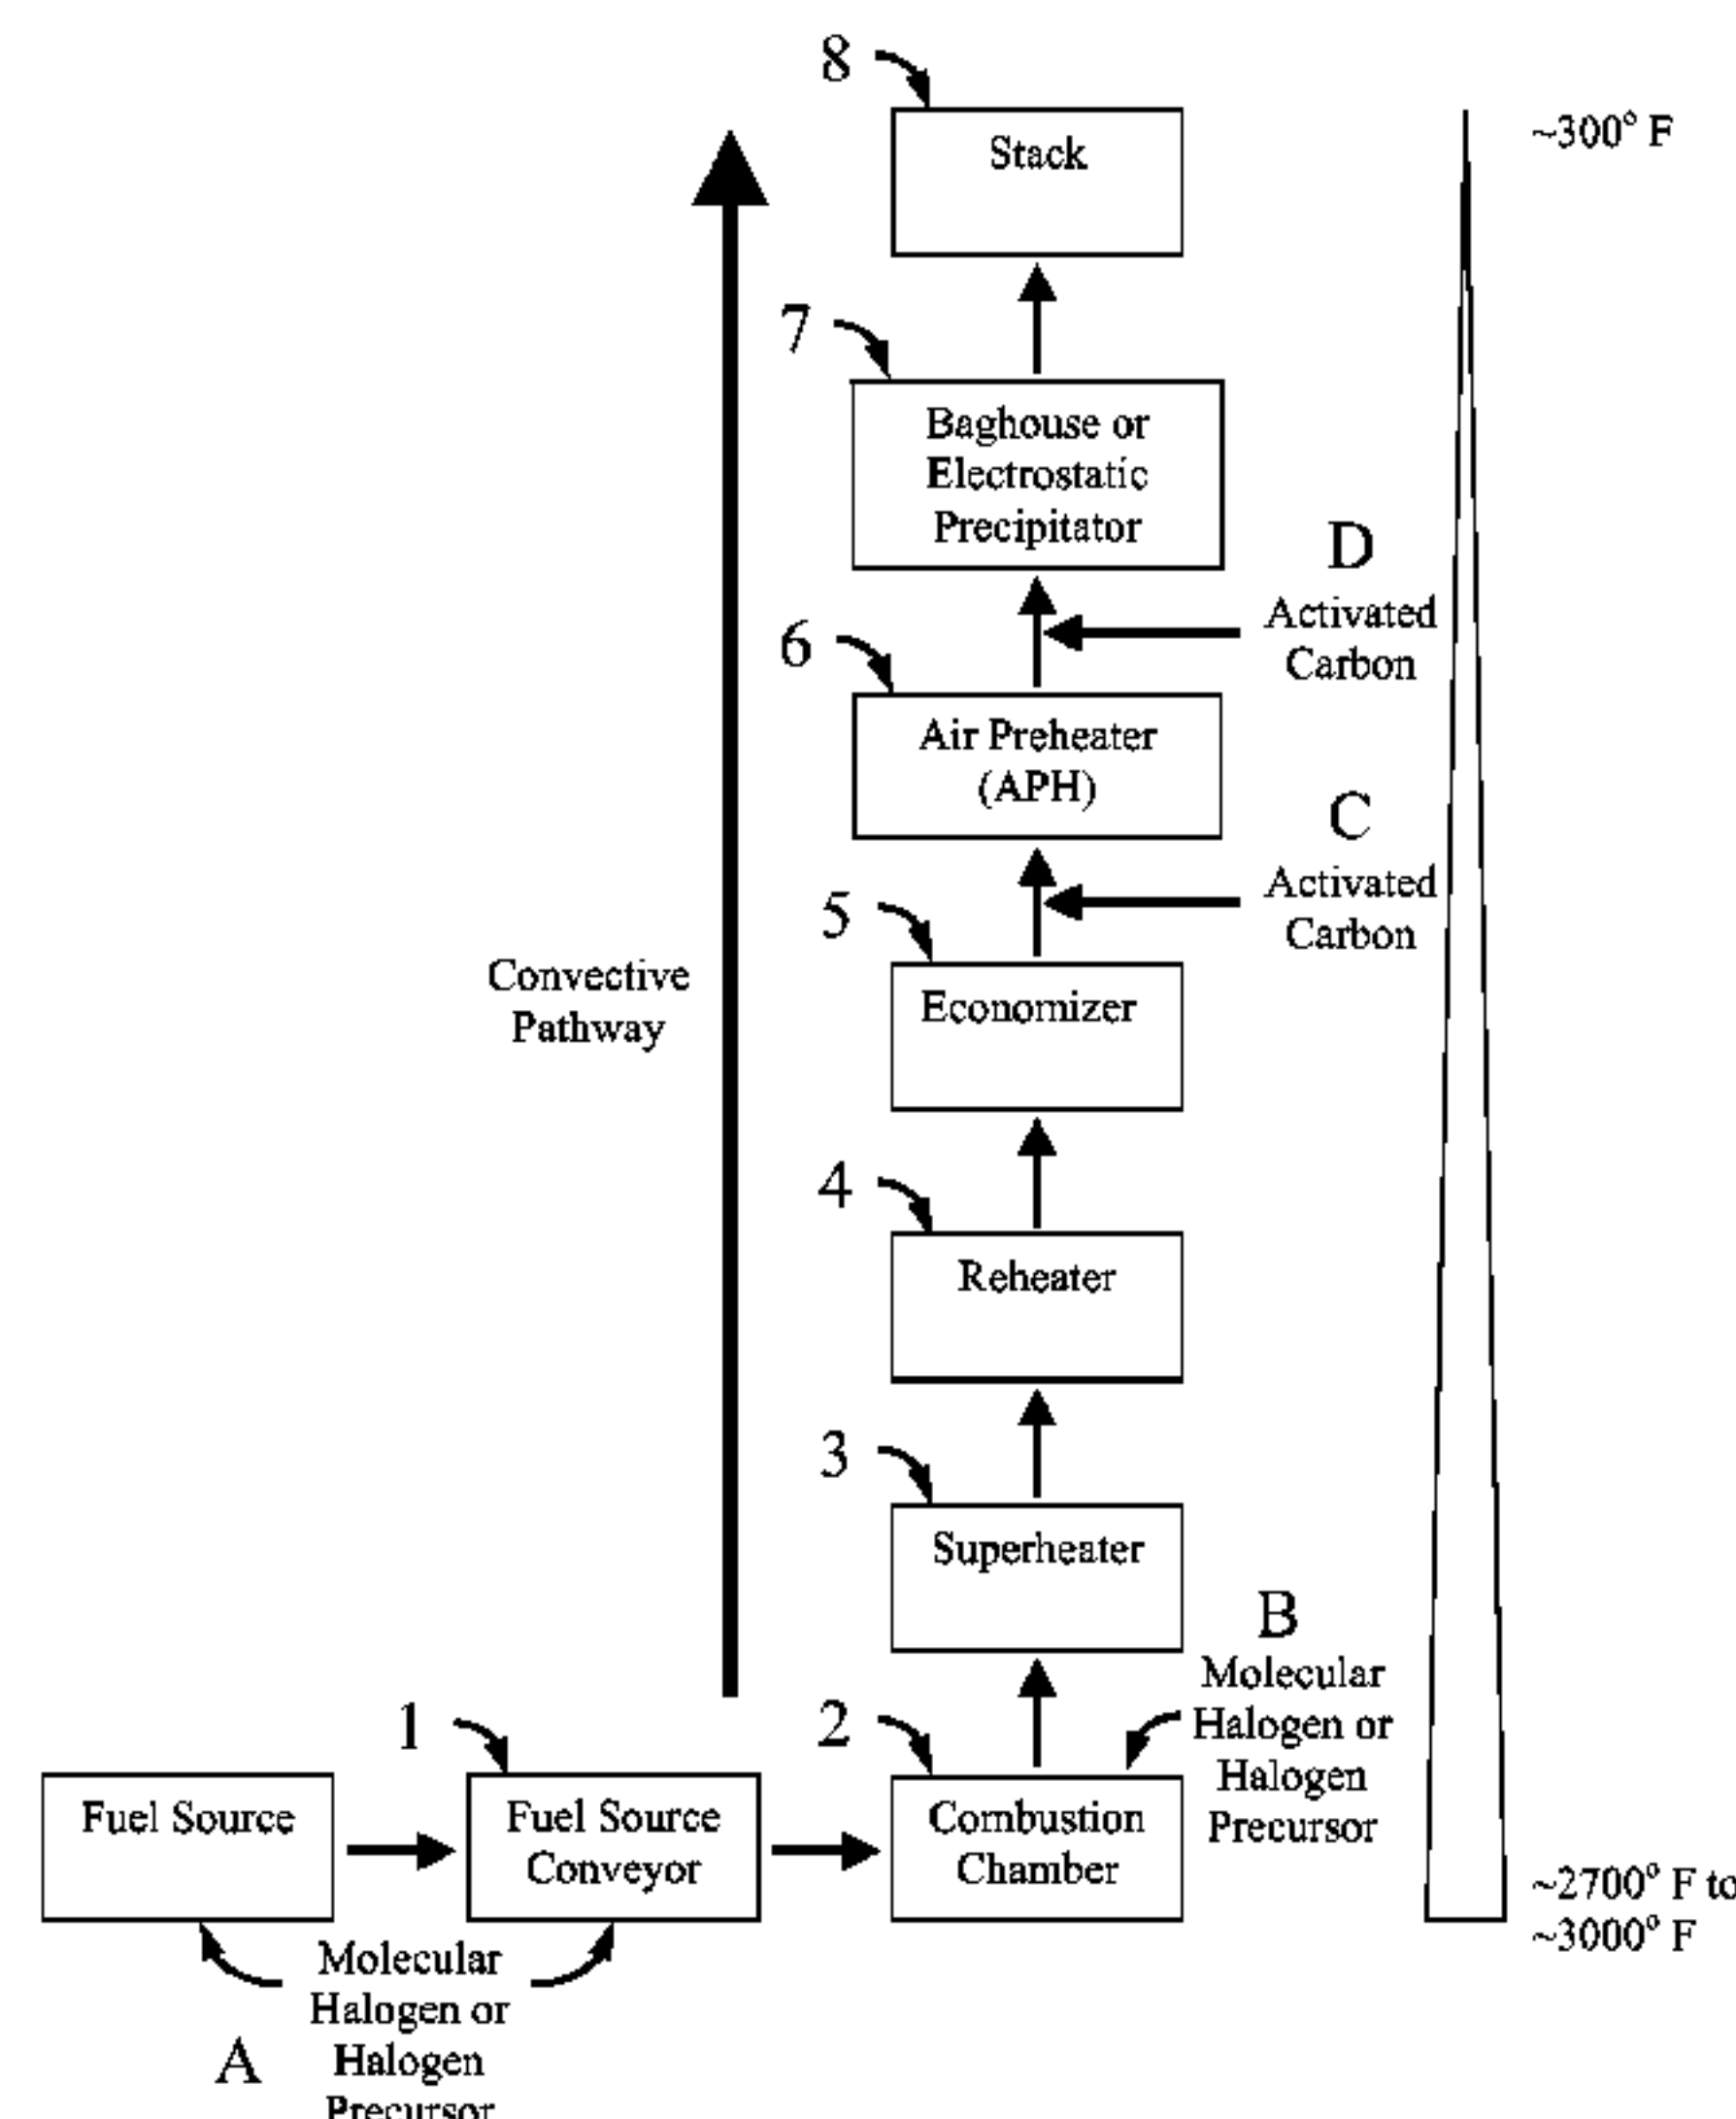 8
Stack
~300° F
7
Baghouse or
Electrostatic
Precipitator
D
Activated
Carbon
6
Air Preheater
(APH)
C
Activated
Carbon
5
Economizer
Convective
Pathway
4
Reheater
3
Superheater
B
Molecular
Halogen or
Halogen
Precursor
1
2
Fuel Source
Fuel Source
Conveyor
Combustion
Chamber
~2700° F to
~3000° F
A
Molecular
Halogen or
Halogen
Precursor